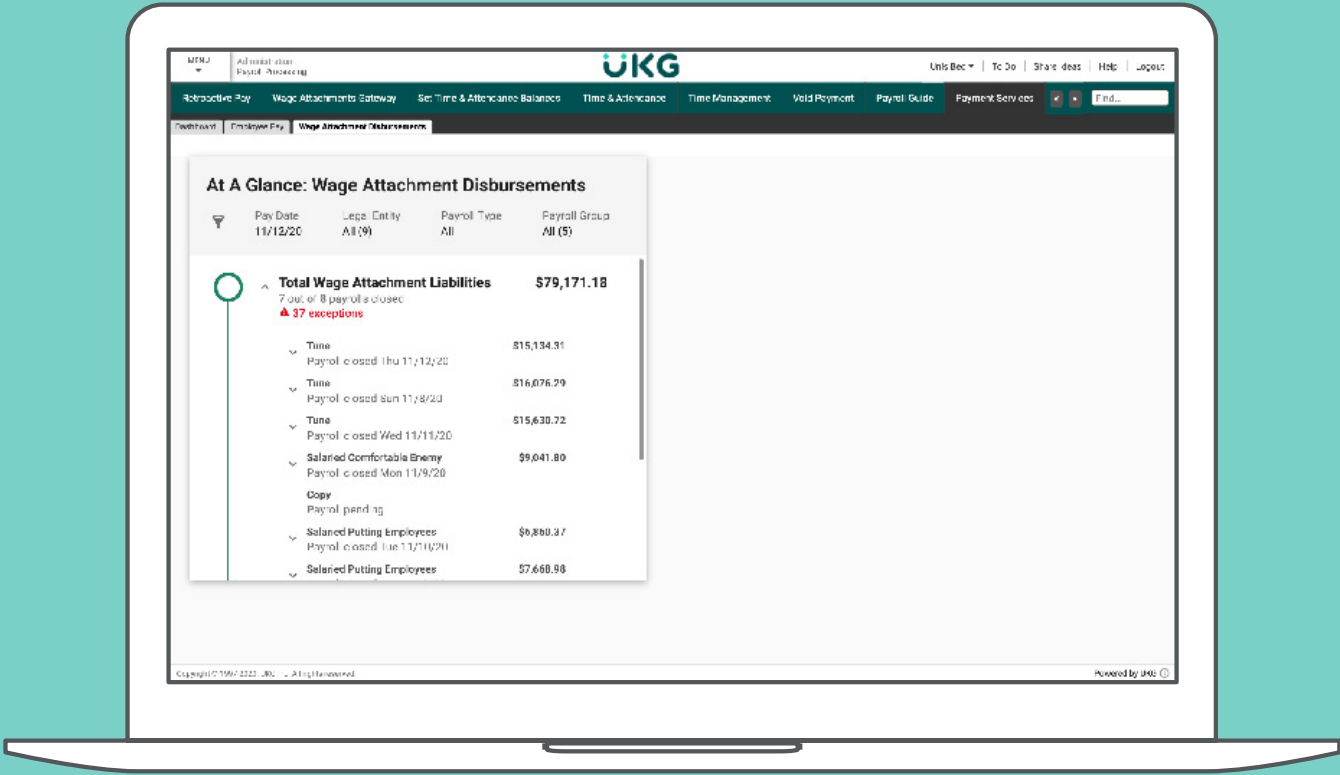 MENU
Administration
Payroll Processing
UKG
To Do | Share Ideas | Help | Logout
Retroactive Pay Wage Attachments Gateway Set Time & Attendance Balances Time & Attendance Time Management Void Payment Payroll Guide Payment Services Find...
Dashboard Employee Pay Wage Attachment Disbursements
At A Glance: Wage Attachment Disbursements
Pay Date Legal Entity Payroll Type Payroll Group
11/12/20 All (9) All All (5)
Total Wage Attachment Liabilities $79,171.18
7 out of 8 payrolls closed
37 exceptions
Tune $15,134.31
Payroll closed Thu 11/12/20
Tune $16,076.29
Payroll closed Sun 11/8/20
Tune $15,630.72
Payroll closed Wed 11/11/20
Salaried Comfortable Enemy $9,041.80
Payroll closed Mon 11/9/20
Copy
Payroll pending
Salaried Putting Employees $6,860.37
Payroll closed Tue 11/10/20
Salaried Putting Employees $7,668.98
Copyright © 1997-2020 All rights reserved.
Powered by UKG